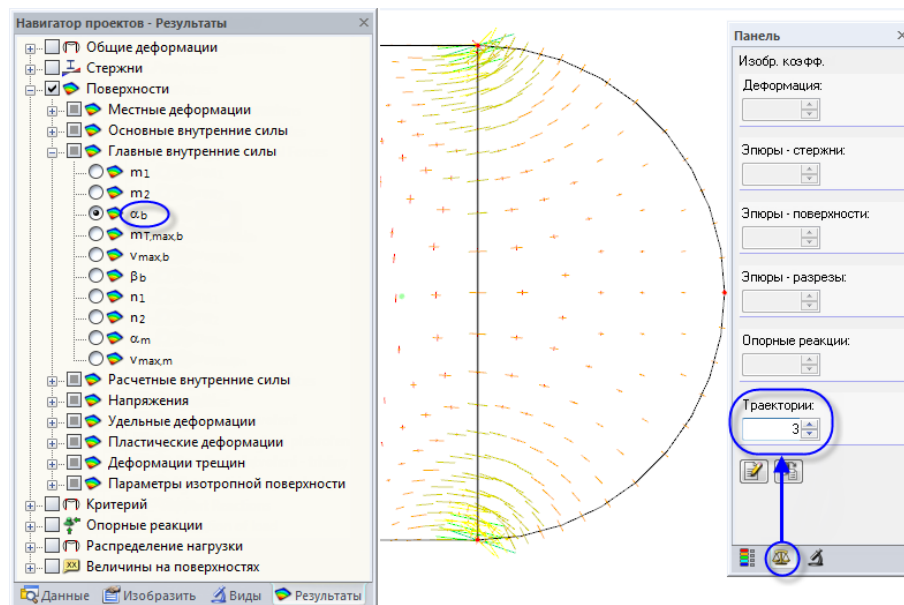 Навигатор проектов - Результаты
Общие деформации
Стержни
Поверхности
Местные деформации
Основные внутренние силы
Главные внутренние силы
m1
m2
αb
mT,max,b
vmax,b
βb
n1
n2
αm
vmax,m
Расчетные внутренние силы
Напряжения
Удельные деформации
Пластические деформации
Деформации трещин
Параметры изотропной поверхности
Критерий
Опорные реакции
Распределение нагрузки
xx Величины на поверхностях
Данные Изобразить Виды Результаты
Панель
Изобр. коэфф.
Деформация:
Эпюры - стержни:
Эпюры - поверхности:
Эпюры - разрезы:
Опорные реакции:
Траектории:
3